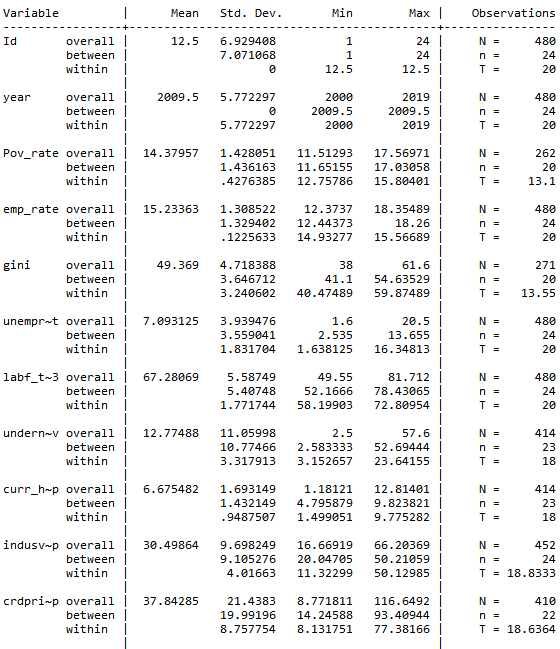 Variable | Mean Std. Dev. Min Max | Observations
Id overall | 12.5 6.929408 1 24 | N = 480
between | 7.071068 1 24 | n = 24
within | 0 12.5 12.5 | T = 20
year overall | 2009.5 5.772297 2000 2019 | N = 480
between | 0 2009.5 2009.5 | n = 24
within | 5.772297 2000 2019 | T = 20
Pov_rate overall | 14.37957 1.428051 11.51293 17.56971 | N = 262
between | 1.436163 11.65155 17.03058 | n = 20
within | .4276385 12.75786 15.80401 | T = 13.1
emp_rate overall | 15.23363 1.308522 12.3737 18.35489 | N = 480
between | 1.329402 12.44373 18.26 | n = 24
within | .1225633 14.93277 15.56689 | T = 20
gini overall | 49.369 4.718388 38 61.6 | N = 271
between | 3.646712 41.1 54.63529 | n = 20
within | 3.240602 40.47489 59.87489 | T = 13.55
unempr~t overall | 7.093125 3.939476 1.6 20.5 | N = 480
between | 3.559041 2.535 13.655 | n = 24
within | 1.831704 1.638125 16.34813 | T = 20
labf_t~3 overall | 67.28069 5.58749 49.55 81.712 | N = 480
between | 5.40748 52.1666 78.43065 | n = 24
within | 1.771744 58.19903 72.80954 | T = 20
undern~v overall | 12.77488 11.05998 2.5 57.6 | N = 414
between | 10.77466 2.583333 52.69444 | n = 23
within | 3.317913 3.152657 23.64155 | T = 18
curr_h~p overall | 6.675482 1.693149 1.18121 12.81401 | N = 414
between | 1.432149 4.795879 9.823821 | n = 23
within | .9487507 1.499051 9.775282 | T = 18
indusv~p overall | 30.49864 9.698249 16.66919 66.20369 | N = 452
between | 9.105276 20.04705 50.21059 | n = 24
within | 4.01663 11.32299 50.12985 | T = 18.8333
crdpri~p overall | 37.84285 21.4383 8.771811 116.6492 | N = 410
between | 19.99196 14.24588 93.40944 | n = 22
within | 8.757754 8.131751 77.38166 | T = 18.6364